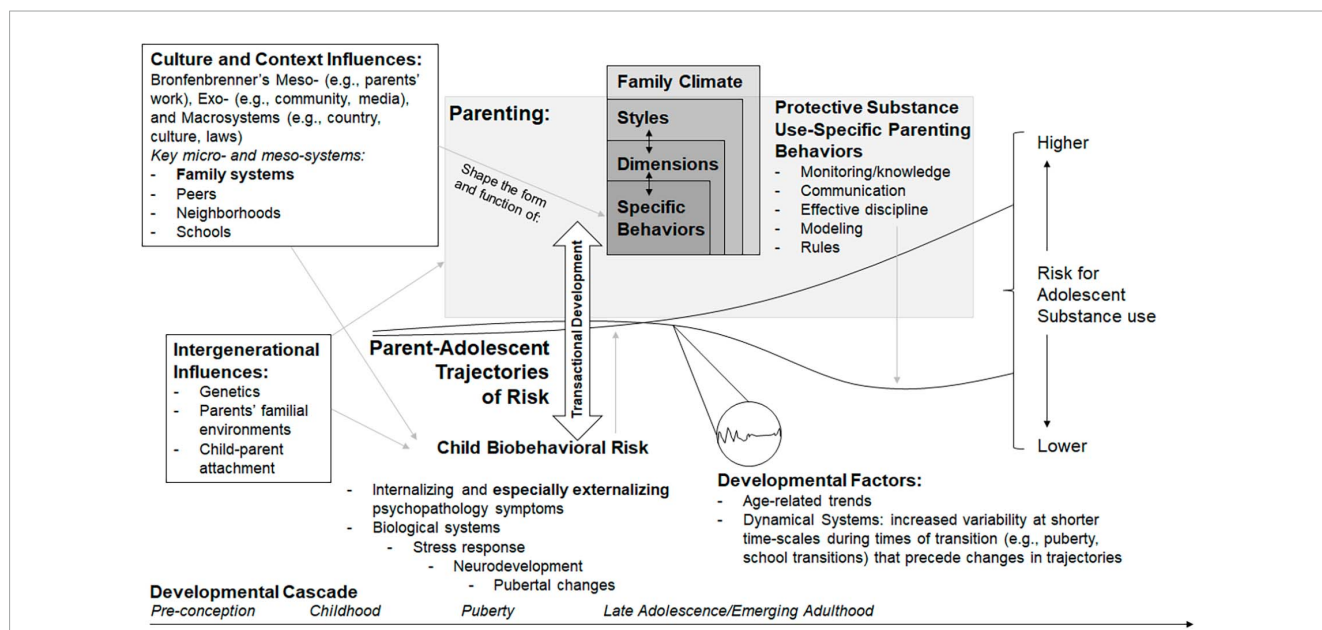 Culture and Context Influences:
Bronfenbrenner's Meso- (e.g., parents'
work), Exo- (e.g., community, media),
and Macrosystems (e.g., country,
culture, laws)
Key micro- and meso-systems:
- Family systems
- Peers
- Neighborhoods
- Schools
Parenting:
Shape the form
and function of:
Family Climate
Styles
Dimensions
Specific
Behaviors
Protective Substance
Use-Specific Parenting
Behaviors
- Monitoring/knowledge
- Communication
- Effective discipline
- Modeling
- Rules
Higher
Risk for
Adolescent
Substance use
Lower
Intergenerational
Influences:
- Genetics
- Parents' familial
environments
- Child-parent
attachment
Parent-Adolescent
Trajectories
of Risk
Transactional Development
Child Biobehavioral Risk
- Internalizing and especially externalizing
psychopathology symptoms
- Biological systems
- Stress response
- Neurodevelopment
- Pubertal changes
Developmental Factors:
- Age-related trends
- Dynamical Systems: increased variability at shorter
time-scales during times of transition (e.g., puberty,
school transitions) that precede changes in trajectories
Developmental Cascade
Pre-conception Childhood Puberty Late Adolescence/Emerging Adulthood